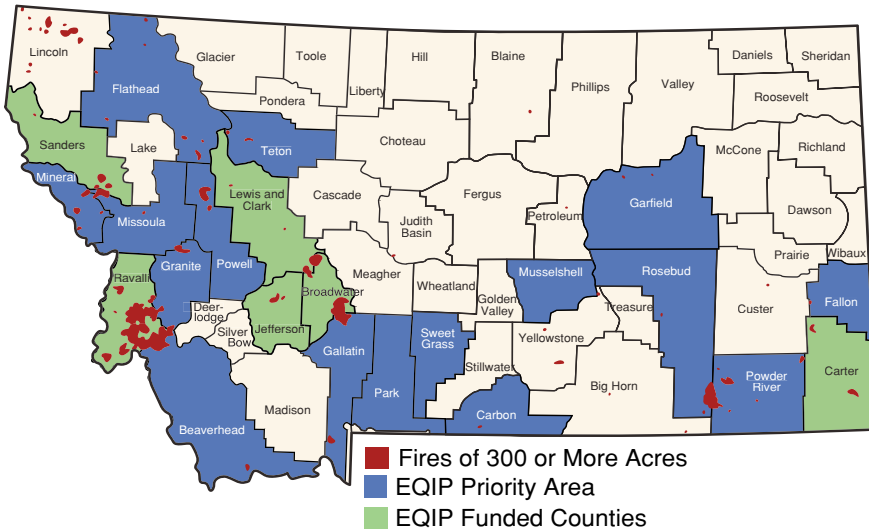 Lincoln
Flathead
Glacier
Toole
Liberty
Hill
Blaine
Phillips
Valley
Daniels
Sheridan
Roosevelt
Pondera
Sanders
Lake
Teton
Choteau
McCone
Richland
Mineral
Missoula
Lewis and
Clark
Cascade
Judith
Basin
Fergus
Petroleum
Garfield
Dawson
Prairie
Wibaux
Ravalli
Granite
Powell
Broadwater
Meagher
Wheatland
Golden
Valley
Musselshell
Rosebud
Treasure
Custer
Fallon
Deer-
lodge
Silver
Bow
Jefferson
Gallatin
Sweet
Grass
Yellowstone
Stillwater
Park
Big Horn
Powder
River
Carter
Madison
Beaverhead
Carbon
Fires of 300 or More Acres
EQIP Priority Area
EQIP Funded Counties